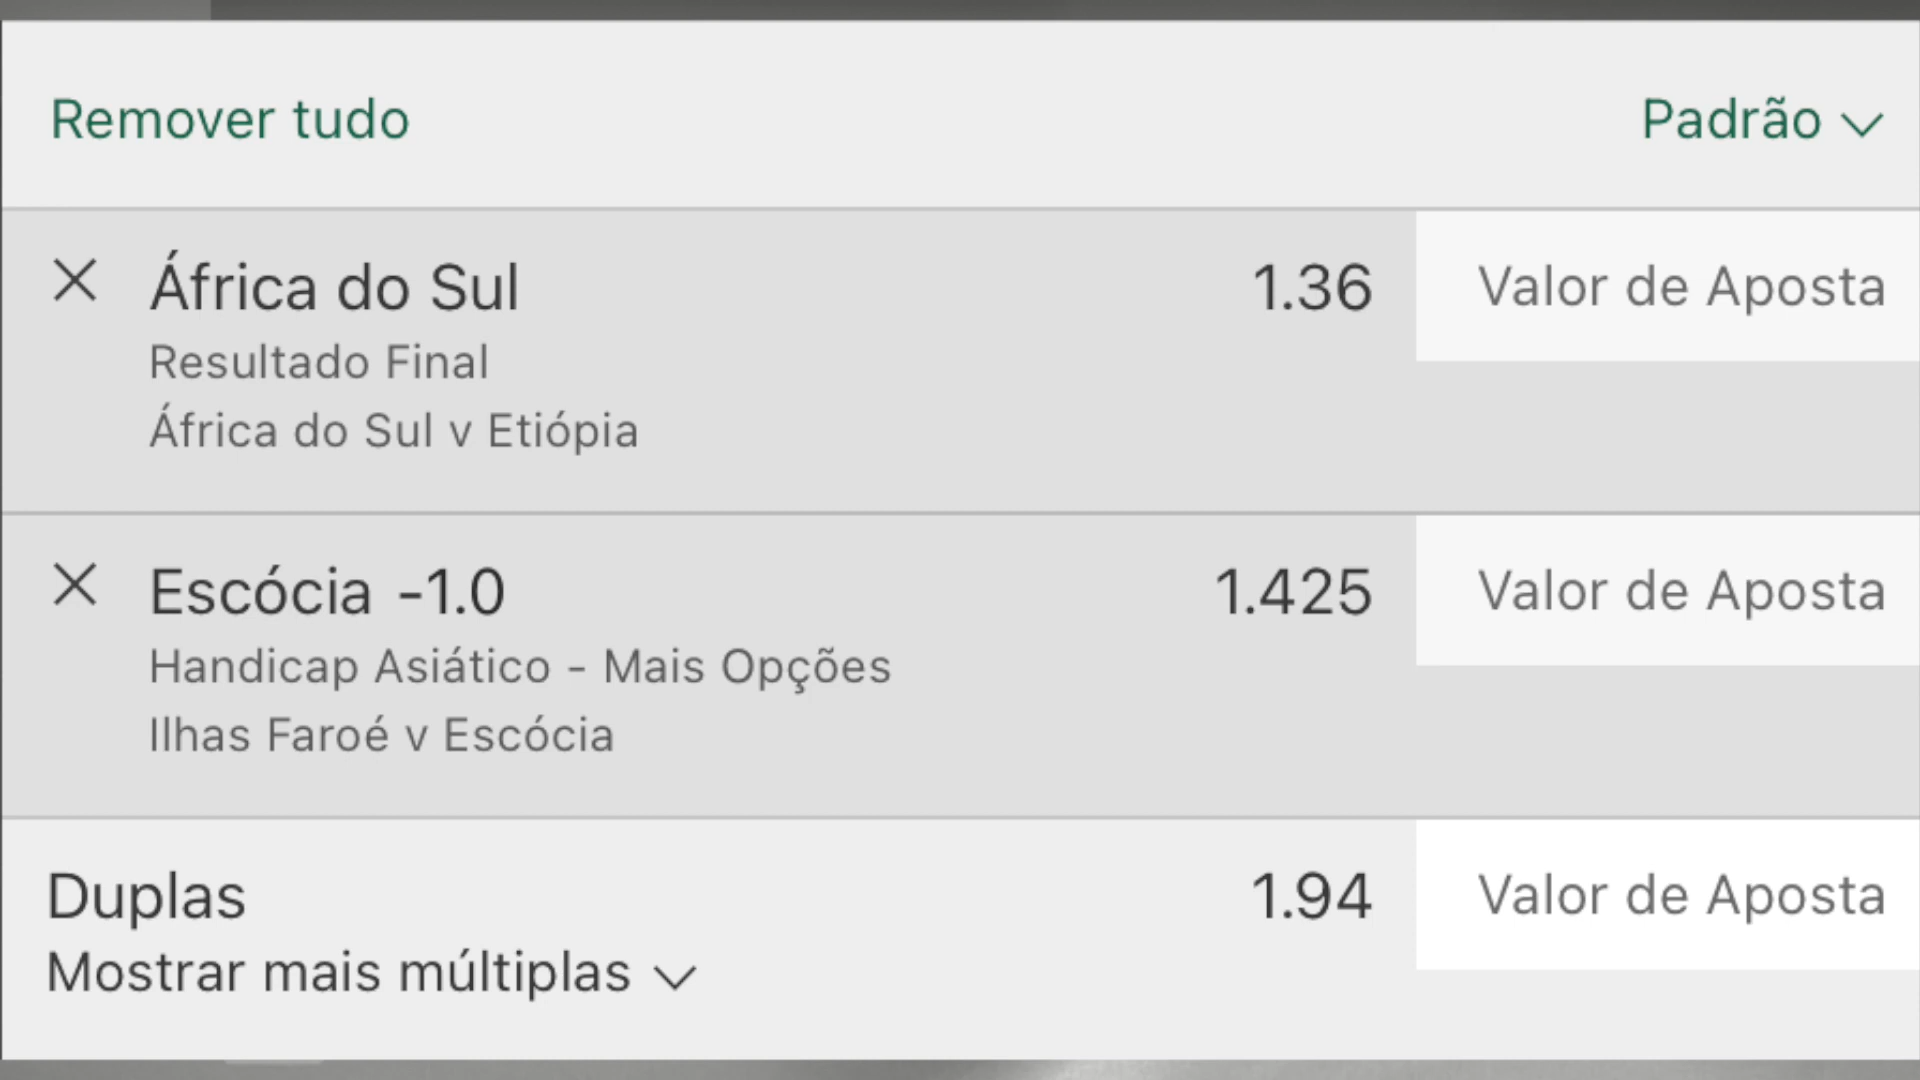 Remover tudo
Padrão
África do Sul
1.36
Valor de Aposta
Resultado Final
África do Sul v Etiópia
Escócia -1.0
1.425
Valor de Aposta
Handicap Asiático - Mais Opções
Ilhas Faroé v Escócia
Duplas
1.94
Valor de Aposta
Mostrar mais múltiplas